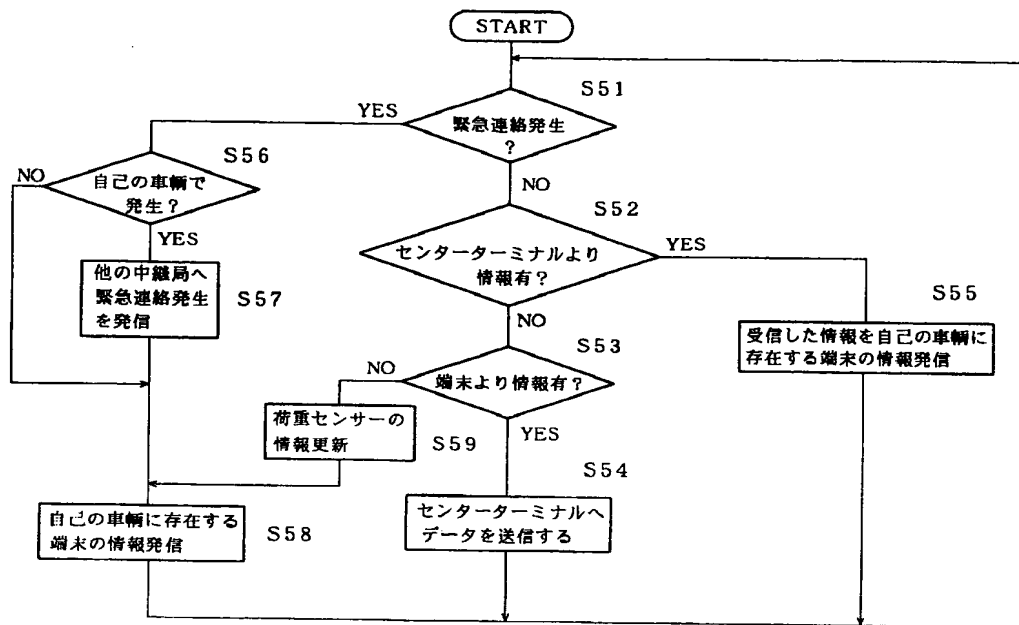 START
S51
YES
緊急連絡発生
?
NO
S56
NO
自己の車輌で
発生?
YES
S52
センターターミナルより
情報有?
YES
他の中継局へ
緊急連絡発生
を発信
S57
NO
S55
受信した情報を自己の車輌に
存在する端末の情報発信
S53
NO
端末より情報有?
YES
荷重センサーの
情報更新
S59
S54
センターターミナルへ
データを送信する
自己の車輌に存在する
端末の情報発信
S58